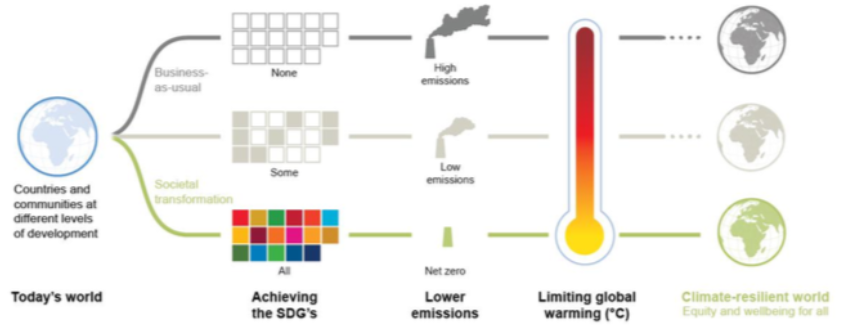 None
High
emissions
Business-
as-usual
Some
Low
emissions
Countries and
communities at
different levels
of development
Societal
transformation
All
Net zero
Today's world
Achieving
the SDG's
Lower
emissions
Limiting global
warming (°C)
Climate-resilient world
Equity and wellbeing for all